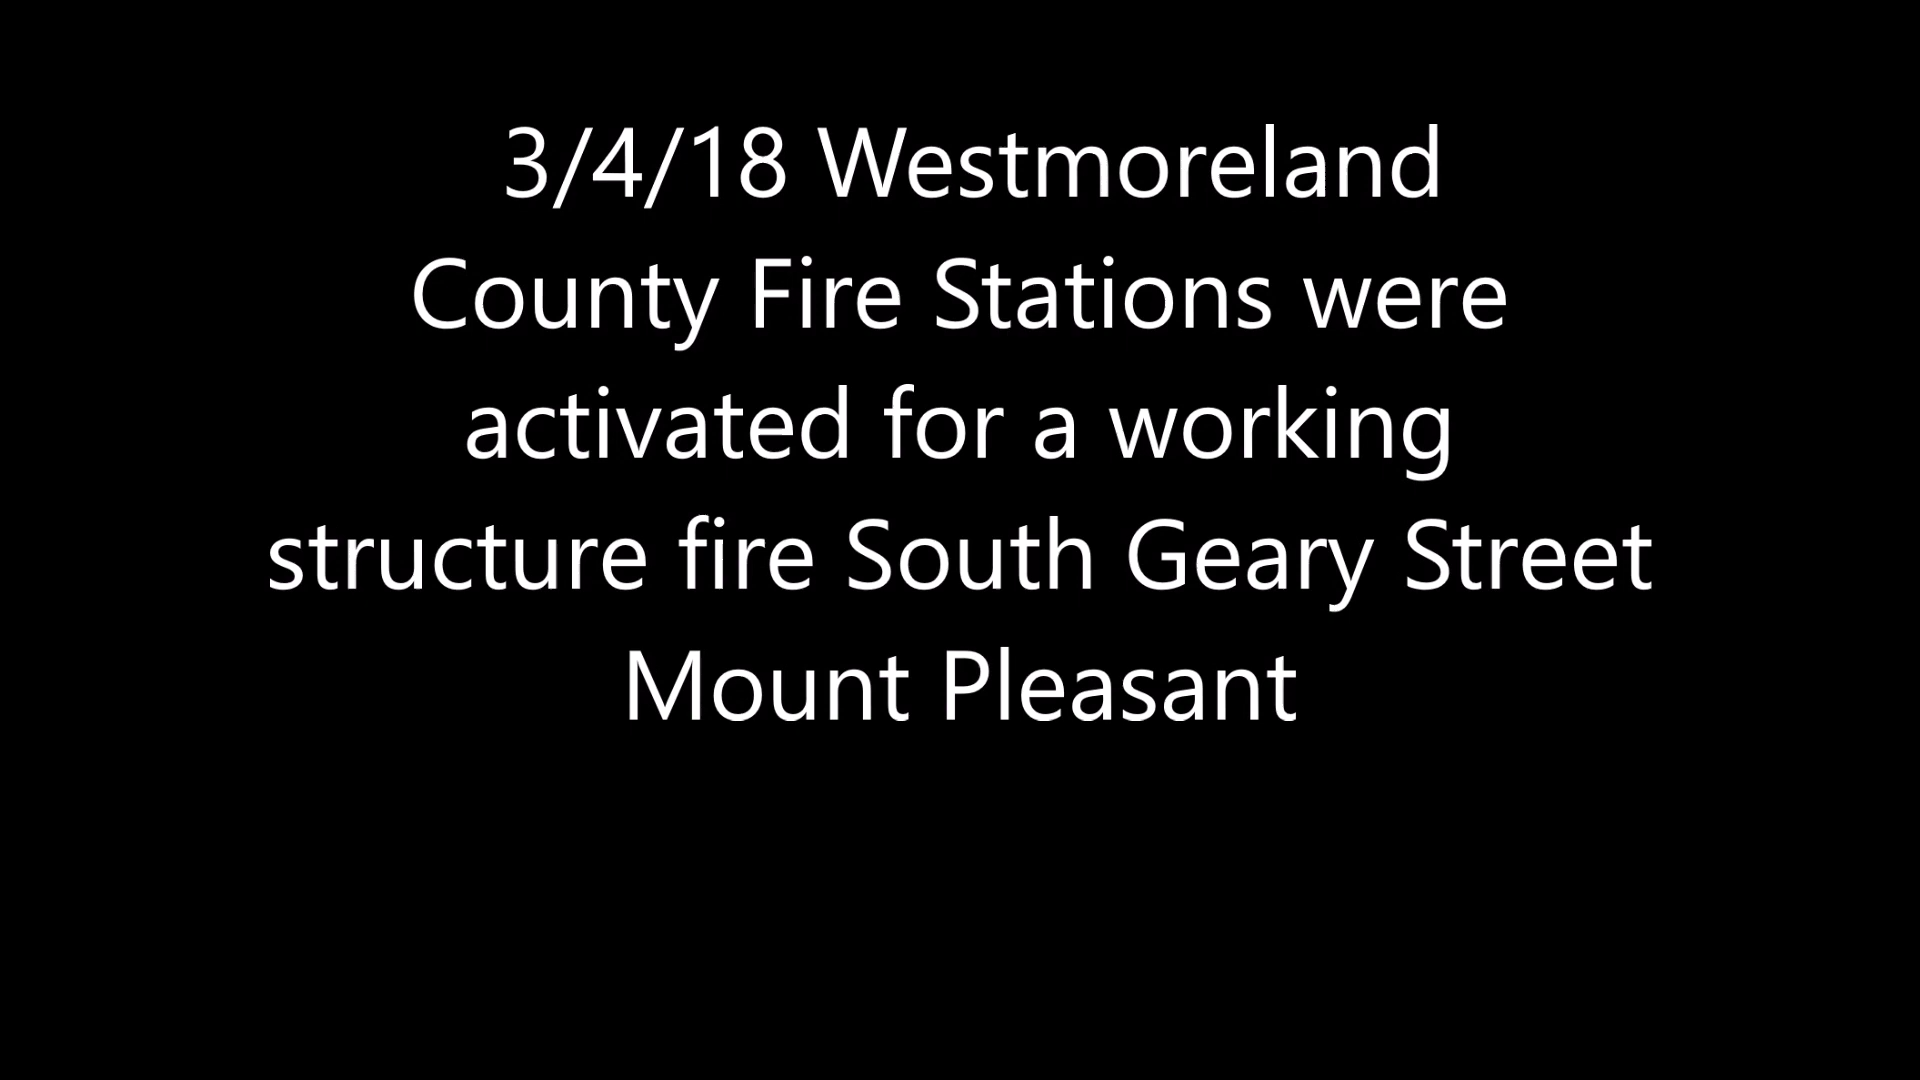 3/4/18 Westmoreland
County Fire Stations were
activated for a working
structure fire South Geary Street
Mount Pleasant